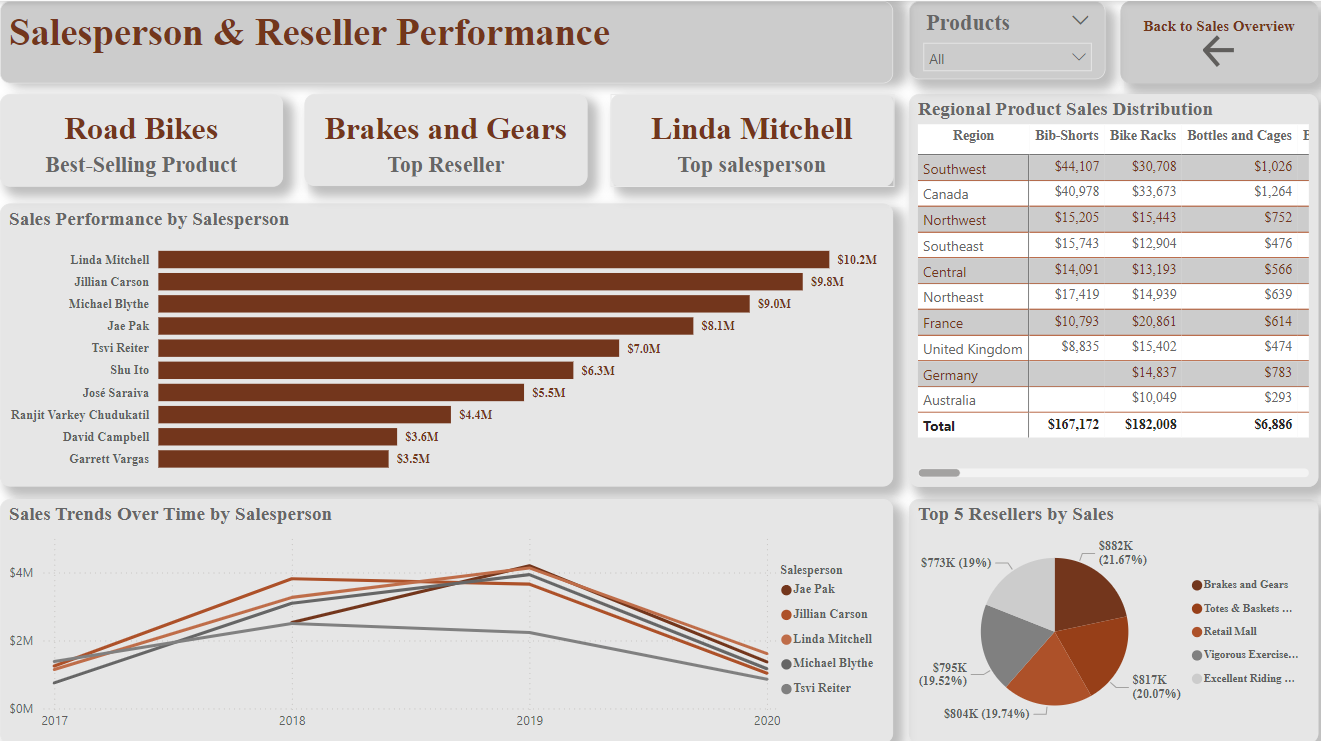 Salesperson & Reseller Performance
Products
All
Back to Sales Overview
Road Bikes
Best-Selling Product
Brakes and Gears
Top Reseller
Linda Mitchell
Top salesperson
Sales Performance by Salesperson
Linda Mitchell $10.2M
Jillian Carson $9.8M
Michael Blythe $9.0M
Jae Pak $8.1M
Tsvi Reiter $7.0M
Shu Ito $6.3M
José Saraiva $5.5M
Ranjit Varkey Chudukatil $4.4M
David Campbell $3.6M
Garrett Vargas $3.5M
Regional Product Sales Distribution
Region Bib-Shorts Bike Racks Bottles and Cages
Southwest $44,107 $30,708 $1,026
Canada $40,978 $33,673 $1,264
Northwest $15,205 $15,443 $752
Southeast $15,743 $12,904 $476
Central $14,091 $13,193 $566
Northeast $17,419 $14,939 $639
France $10,793 $20,861 $614
United Kingdom $8,835 $15,402 $474
Germany $14,837 $783
Australia $10,049 $293
Total $167,172 $182,008 $6,886
Sales Trends Over Time by Salesperson
$4M
$2M
$0M
2017 2018 2019 2020
Salesperson
Jae Pak
Jillian Carson
Linda Mitchell
Michael Blythe
Tsvi Reiter
Top 5 Resellers by Sales
$882K
(21.67%)
$817K
(20.07%)
$804K (19.74%)
$795K
(19.52%)
$773K (19%)
Brakes and Gears
Totes & Baskets ...
Retail Mall
Vigorous Exercise...
Excellent Riding ...